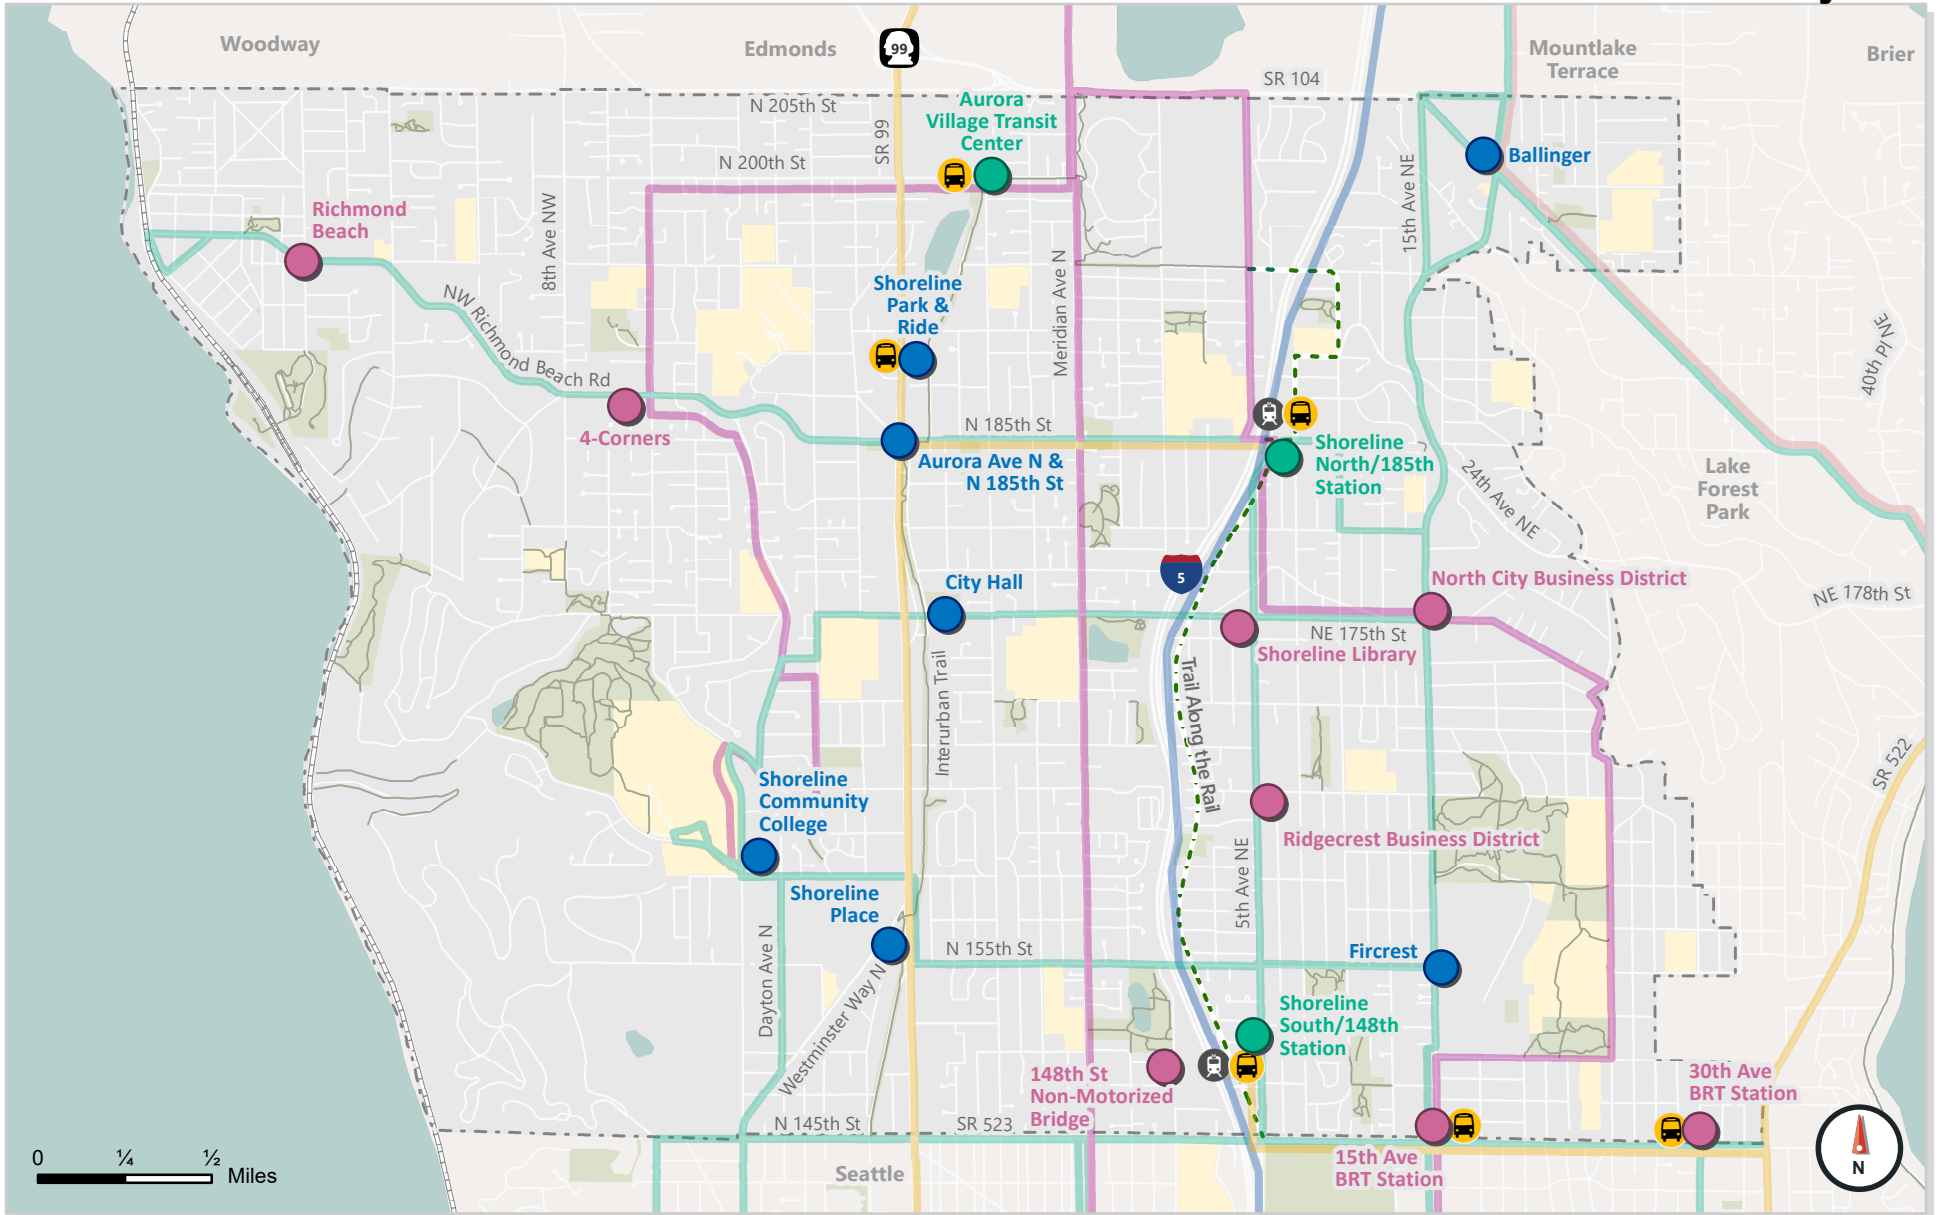 Woodway
Edmonds
99
Mountlake
Terrace
Brier
SR 104
N 205th St
Aurora
Village Transit
Center
SR 99
N 200th St
15th Ave NE
Ballinger
Richmond
Beach
8th Ave NW
Meridian Ave N
Shoreline
Park &
Ride
NW Richmond Beach Rd
40th Pl NE
4-Corners
N 185th St
Aurora Ave N &
N 185th St
Shoreline
North/185th
Station
24th Ave NE
Lake
Forest
Park
5
City Hall
North City Business District
NE 178th St
NE 175th St
Shoreline Library
Interurban Trail
Trail Along the Rail
SR 522
Shoreline
Community
College
Ridgecrest Business District
5th Ave NE
Shoreline
Place
Dayton Ave N
Westminster Way N
N 155th St
Fircrest
Shoreline
South/148th
Station
148th St
Non-Motorized
Bridge
30th Ave
BRT Station
N 145th St
SR 523
15th Ave
BRT Station
Seattle
0 ¼ ½
Miles
N